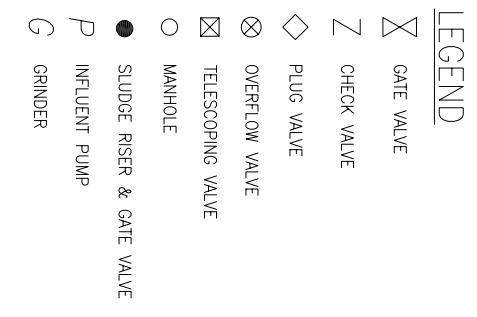 LEGEND
GATE VALVE
CHECK VALVE
PLUG VALVE
OVERFLOW VALVE
TELESCOPING VALVE
MANHOLE
SLUDGE RISER & GATE VALVE
P INFLUENT PUMP
G GRINDER